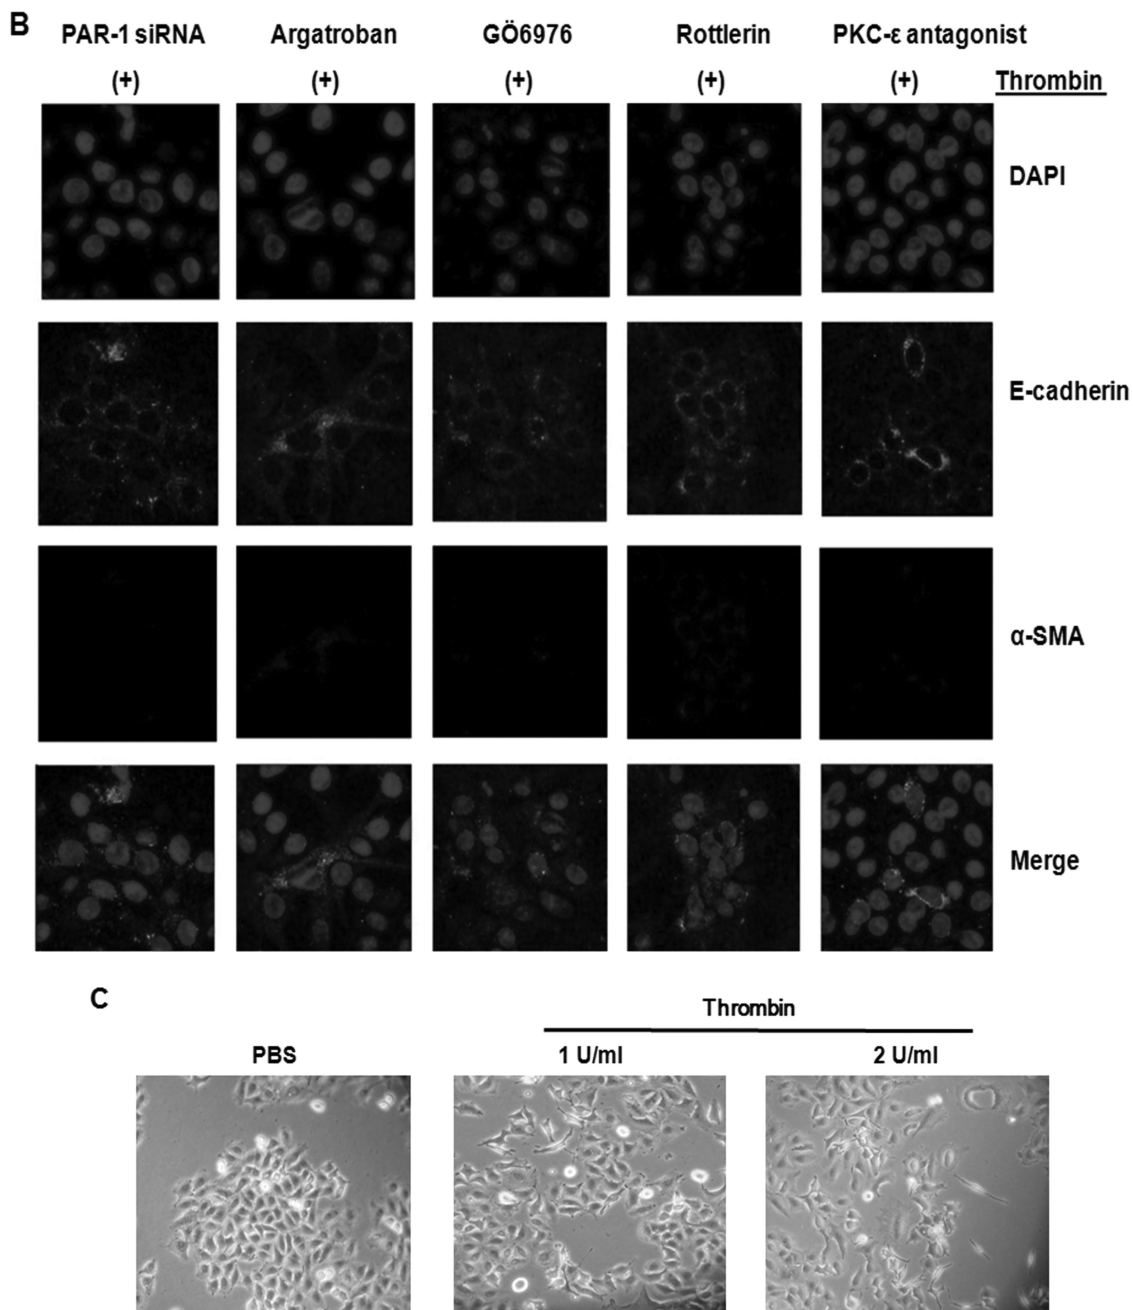 B
PAR-1 siRNA Argatroban GÖ6976 Rottlerin PKC-ε antagonist
(+) (+) (+) (+) (+) Thrombin
DAPI
E-cadherin
α-SMA
Merge
C
Thrombin
PBS 1 U/ml 2 U/ml